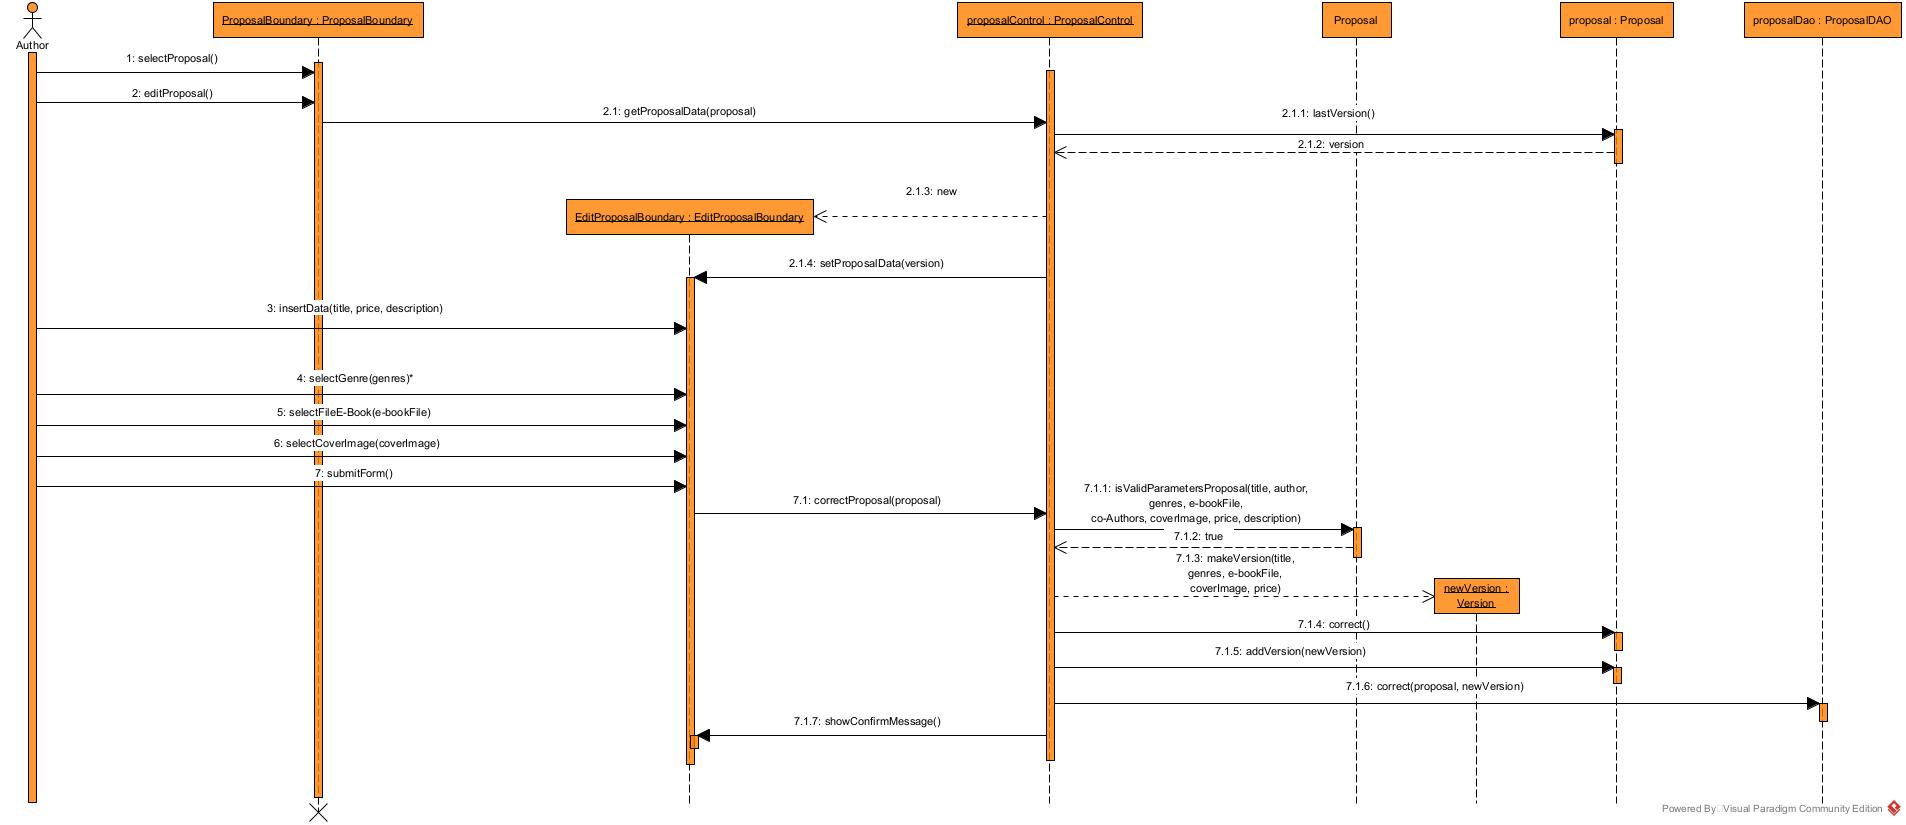 ProposalBoundary : ProposalBoundary
proposalControl : ProposalControl
Proposal
proposal : Proposal
proposalDao : ProposalDAO
Author
1: selectProposal()
2: editProposal()
2.1: getProposalData(proposal)
2.1.1: lastVersion()
2.1.2: version
2.1.3: new
EditProposalBoundary : EditProposalBoundary
2.1.4: setProposalData(version)
3: insertData(title, price, description)
4: selectGenre(genres)*
5: selectFileE-Book(e-bookFile)
6: selectCoverImage(coverImage)
7: submitForm()
7.1: correctProposal(proposal)
7.1.1: isValidParametersProposal(title, author,
genres, e-bookFile,
co-Authors, coverImage, price, description)
7.1.2: true
7.1.3: makeVersion(title,
genres, e-bookFile,
coverImage, price)
newVersion :
Version
7.1.4: correct()
7.1.5: addVersion(newVersion)
7.1.6: correct(proposal, newVersion)
7.1.7: showConfirmMessage()
Powered By Visual Paradigm Community Edition